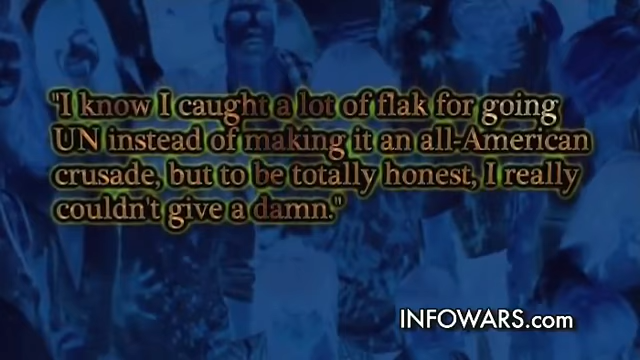 "I know I caught a lot of flak for going
UN instead of making it an all-American
crusade, but to be totally honest, I really
couldn't give a damn."
INFOWARS.com